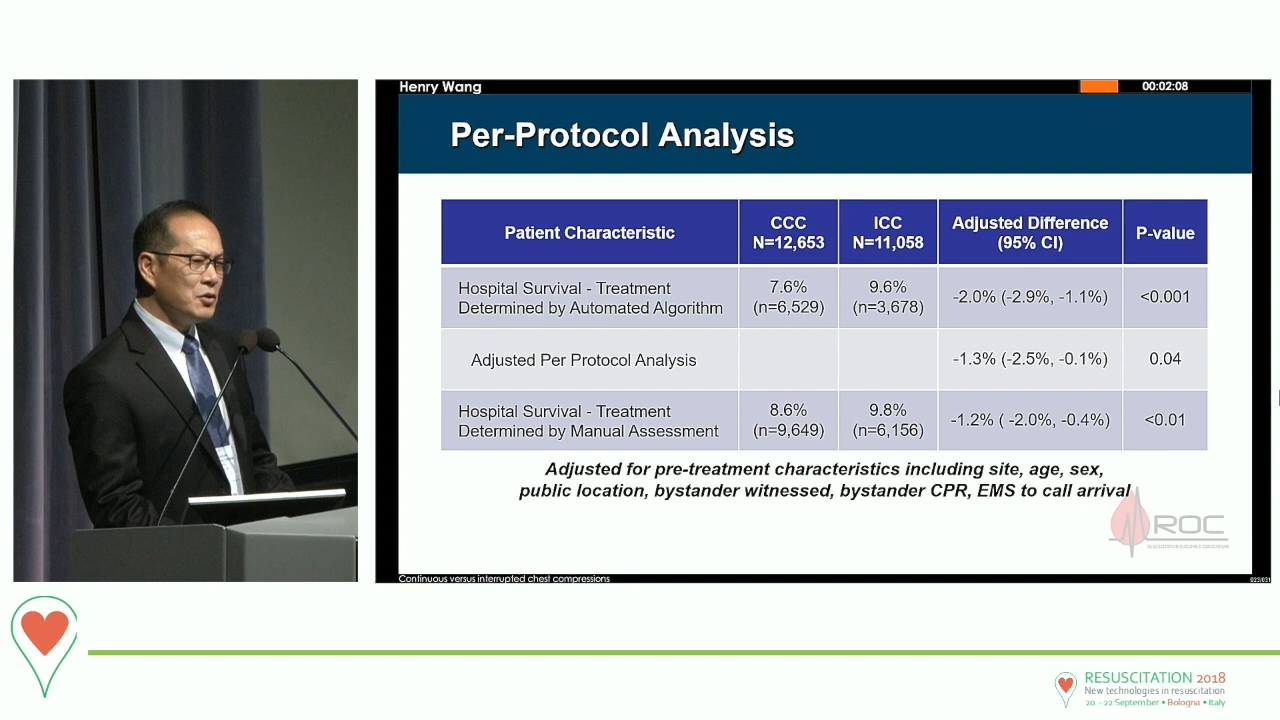 Henry Wang
00:02:08
Per-Protocol Analysis
Patient Characteristic
CCC
N=12,653
ICC
N=11,058
Adjusted Difference
(95% CI)
P-value
Hospital Survival - Treatment
Determined by Automated Algorithm
7.6%
(n=6,529)
9.6%
(n=3,678)
-2.0% (-2.9%, -1.1%)
<0.001
Adjusted Per Protocol Analysis
-1.3% (-2.5%, -0.1%)
0.04
Hospital Survival - Treatment
Determined by Manual Assessment
8.6%
(n=9,649)
9.8%
(n=6,156)
-1.2% ( -2.0%, -0.4%)
<0.01
Adjusted for pre-treatment characteristics including site, age, sex,
public location, bystander witnessed, bystander CPR, EMS to call arrival
ROC
RESUSCITATION OUTCOMES CONSORTIUM
Continuous versus interrupted chest compressions
023/031
RESUSCITATION 2018
New technologies in resuscitation
20 - 22 September • Bologna • Italy